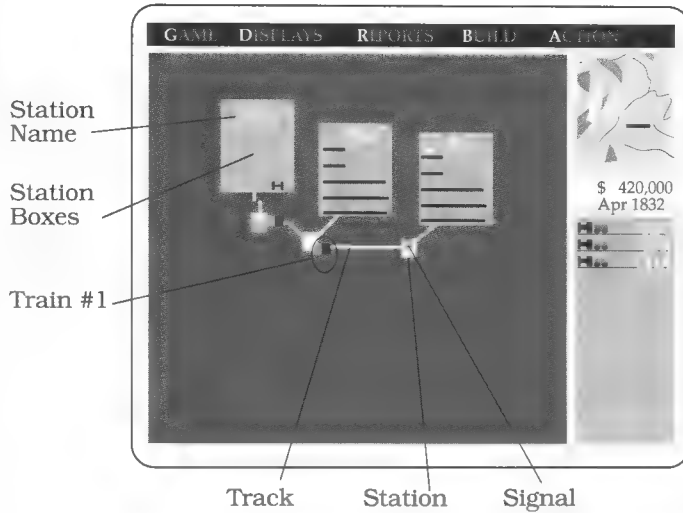 GAME DISPLAYS REPORTS BUILD ACTION
Station
Name
Station
Boxes
$ 420,000
Apr 1832
Train #1
Track Station Signal